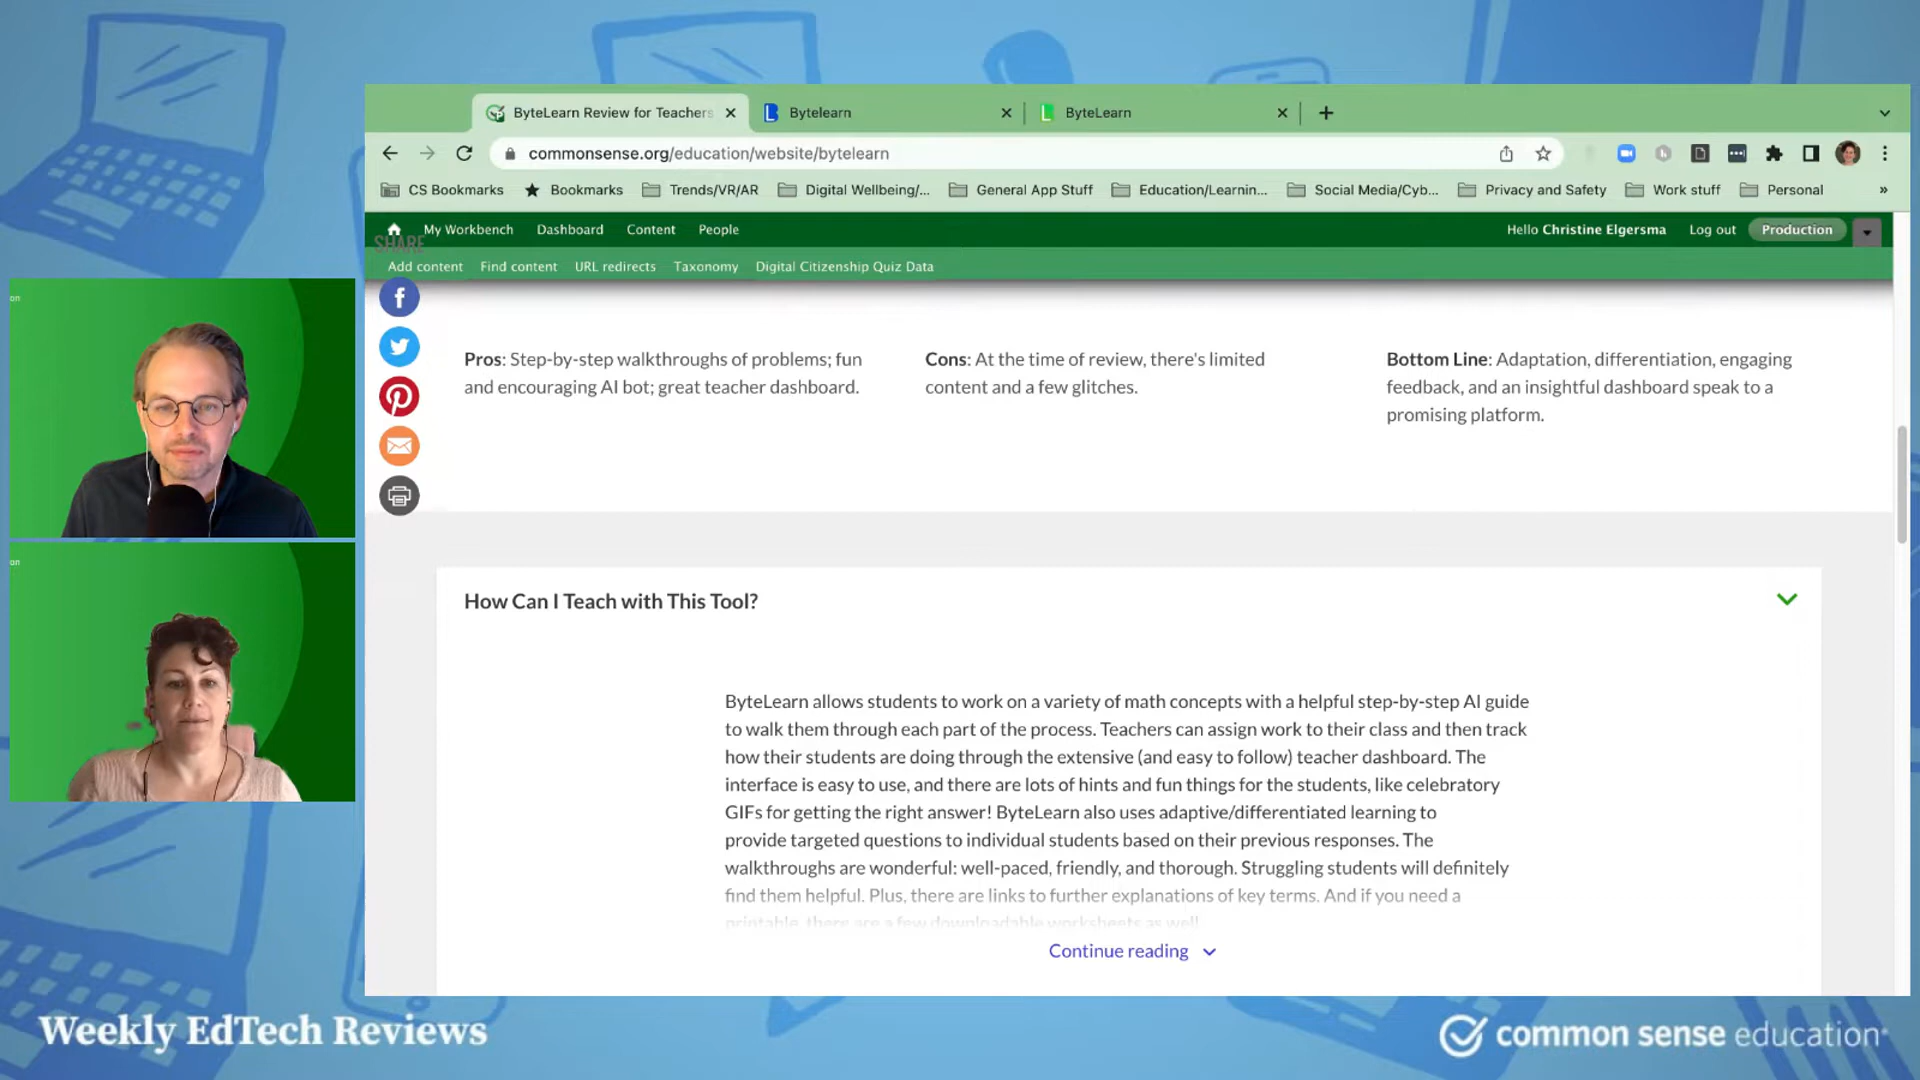 ByteLearn Review for Teachers
Bytelearn
ByteLearn
commonsense.org/education/website/bytelearn
CS Bookmarks Bookmarks Trends/VR/AR Digital Wellbeing/... General App Stuff Education/Learnin... Social Media/Cyb... Privacy and Safety Work stuff Personal »
My Workbench Dashboard Content People Hello Christine Elgersma Log out Production
SHARE
Add content Find content URL redirects Taxonomy Digital Citizenship Quiz Data
on
Pros: Step-by-step walkthroughs of problems; fun
and encouraging AI bot; great teacher dashboard.
Cons: At the time of review, there's limited
content and a few glitches.
Bottom Line: Adaptation, differentiation, engaging
feedback, and an insightful dashboard speak to a
promising platform.
on
How Can I Teach with This Tool?
ByteLearn allows students to work on a variety of math concepts with a helpful step-by-step AI guide
to walk them through each part of the process. Teachers can assign work to their class and then track
how their students are doing through the extensive (and easy to follow) teacher dashboard. The
interface is easy to use, and there are lots of hints and fun things for the students, like celebratory
GIFs for getting the right answer! ByteLearn also uses adaptive/differentiated learning to
provide targeted questions to individual students based on their previous responses. The
walkthroughs are wonderful: well-paced, friendly, and thorough. Struggling students will definitely
find them helpful. Plus, there are links to further explanations of key terms. And if you need a
printable, there are a few downloadable worksheets as well.
Continue reading
Weekly EdTech Reviews
common sense education